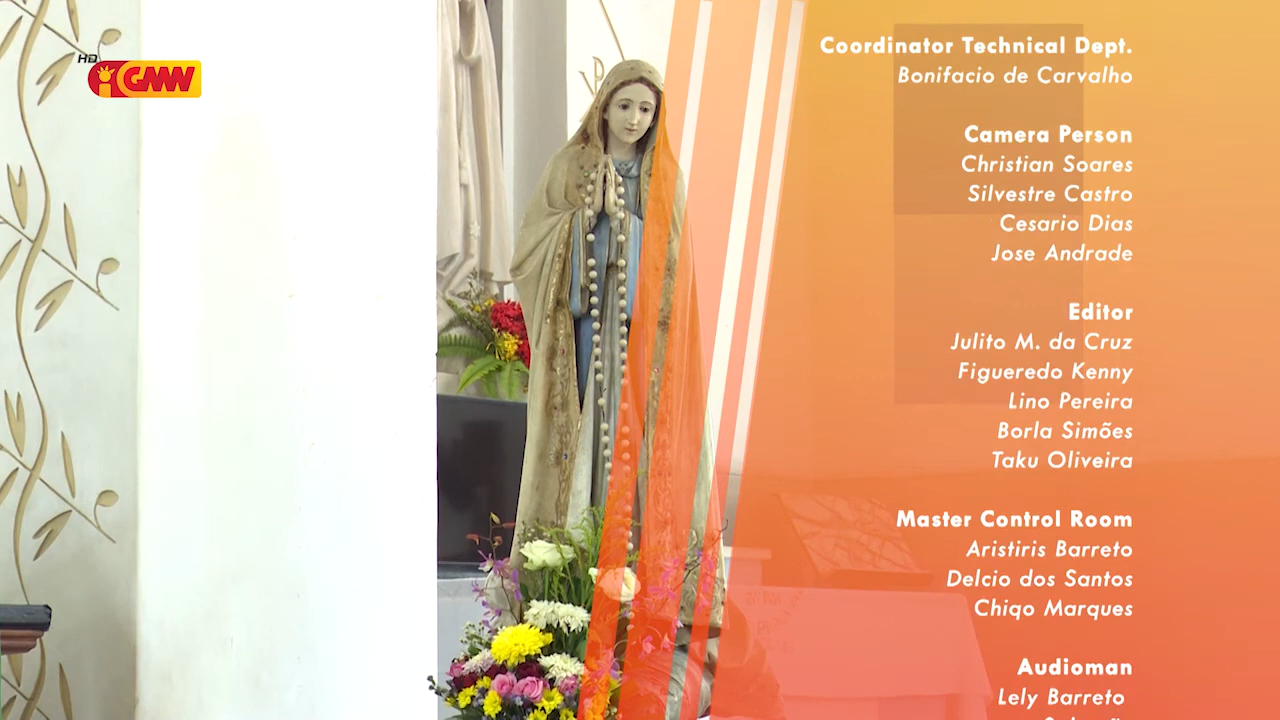 HD
GMN
Coordinator Technical Dept.
Bonifacio de Carvalho
Camera Person
Christian Soares
Silvestre Castro
Cesario Dias
Jose Andrade
Editor
Julito M. da Cruz
Figueredo Kenny
Lino Pereira
Borla Simões
Taku Oliveira
Master Control Room
Aristiris Barreto
Delcio dos Santos
Chiqo Marques
Audioman
Lely Barreto